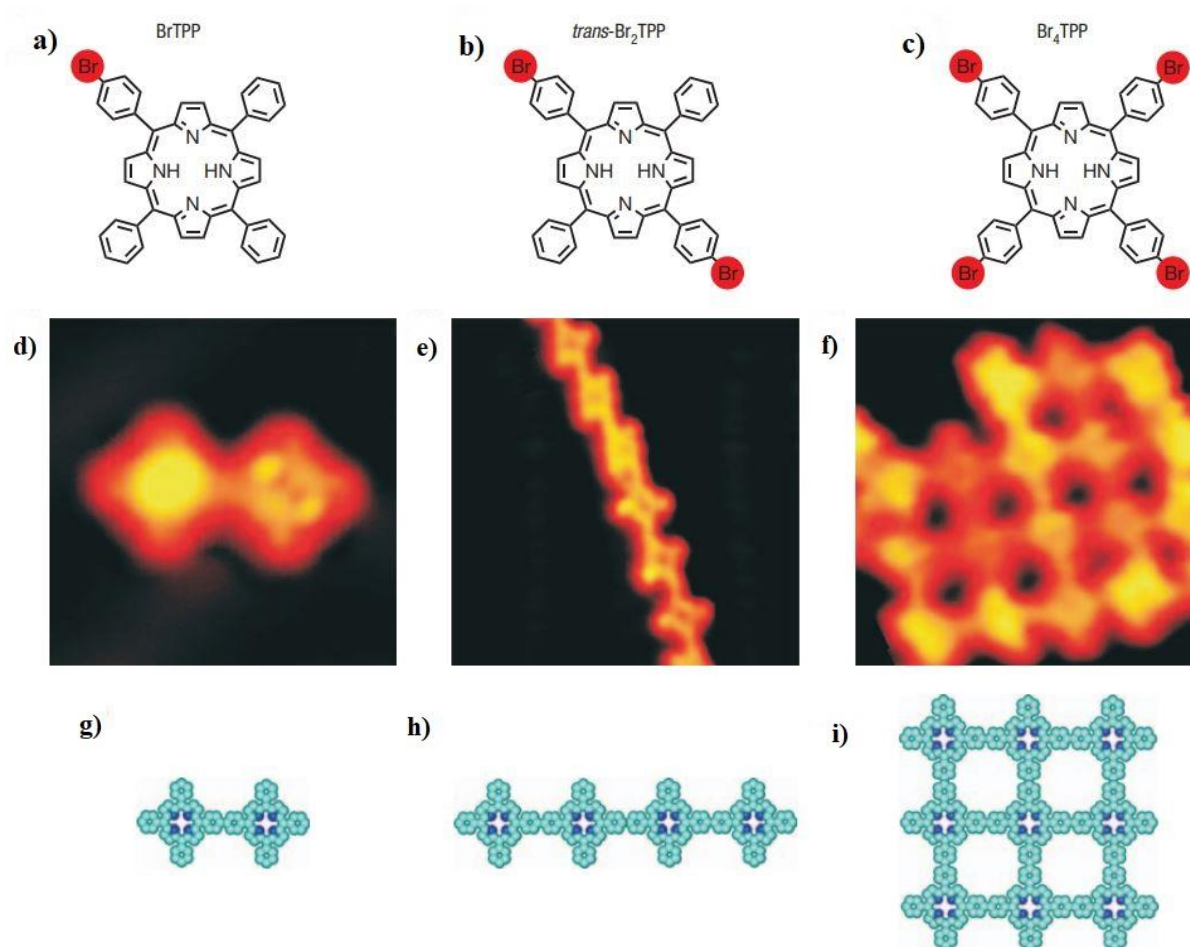 a) BrTPP
b) trans-Br₂TPP
c) Br₄TPP
Br
Br
Br Br
N
NH HN
N
N
NH HN
N
N
NH HN
N
Br
Br Br
d)
e)
f)
g)
h)
i)